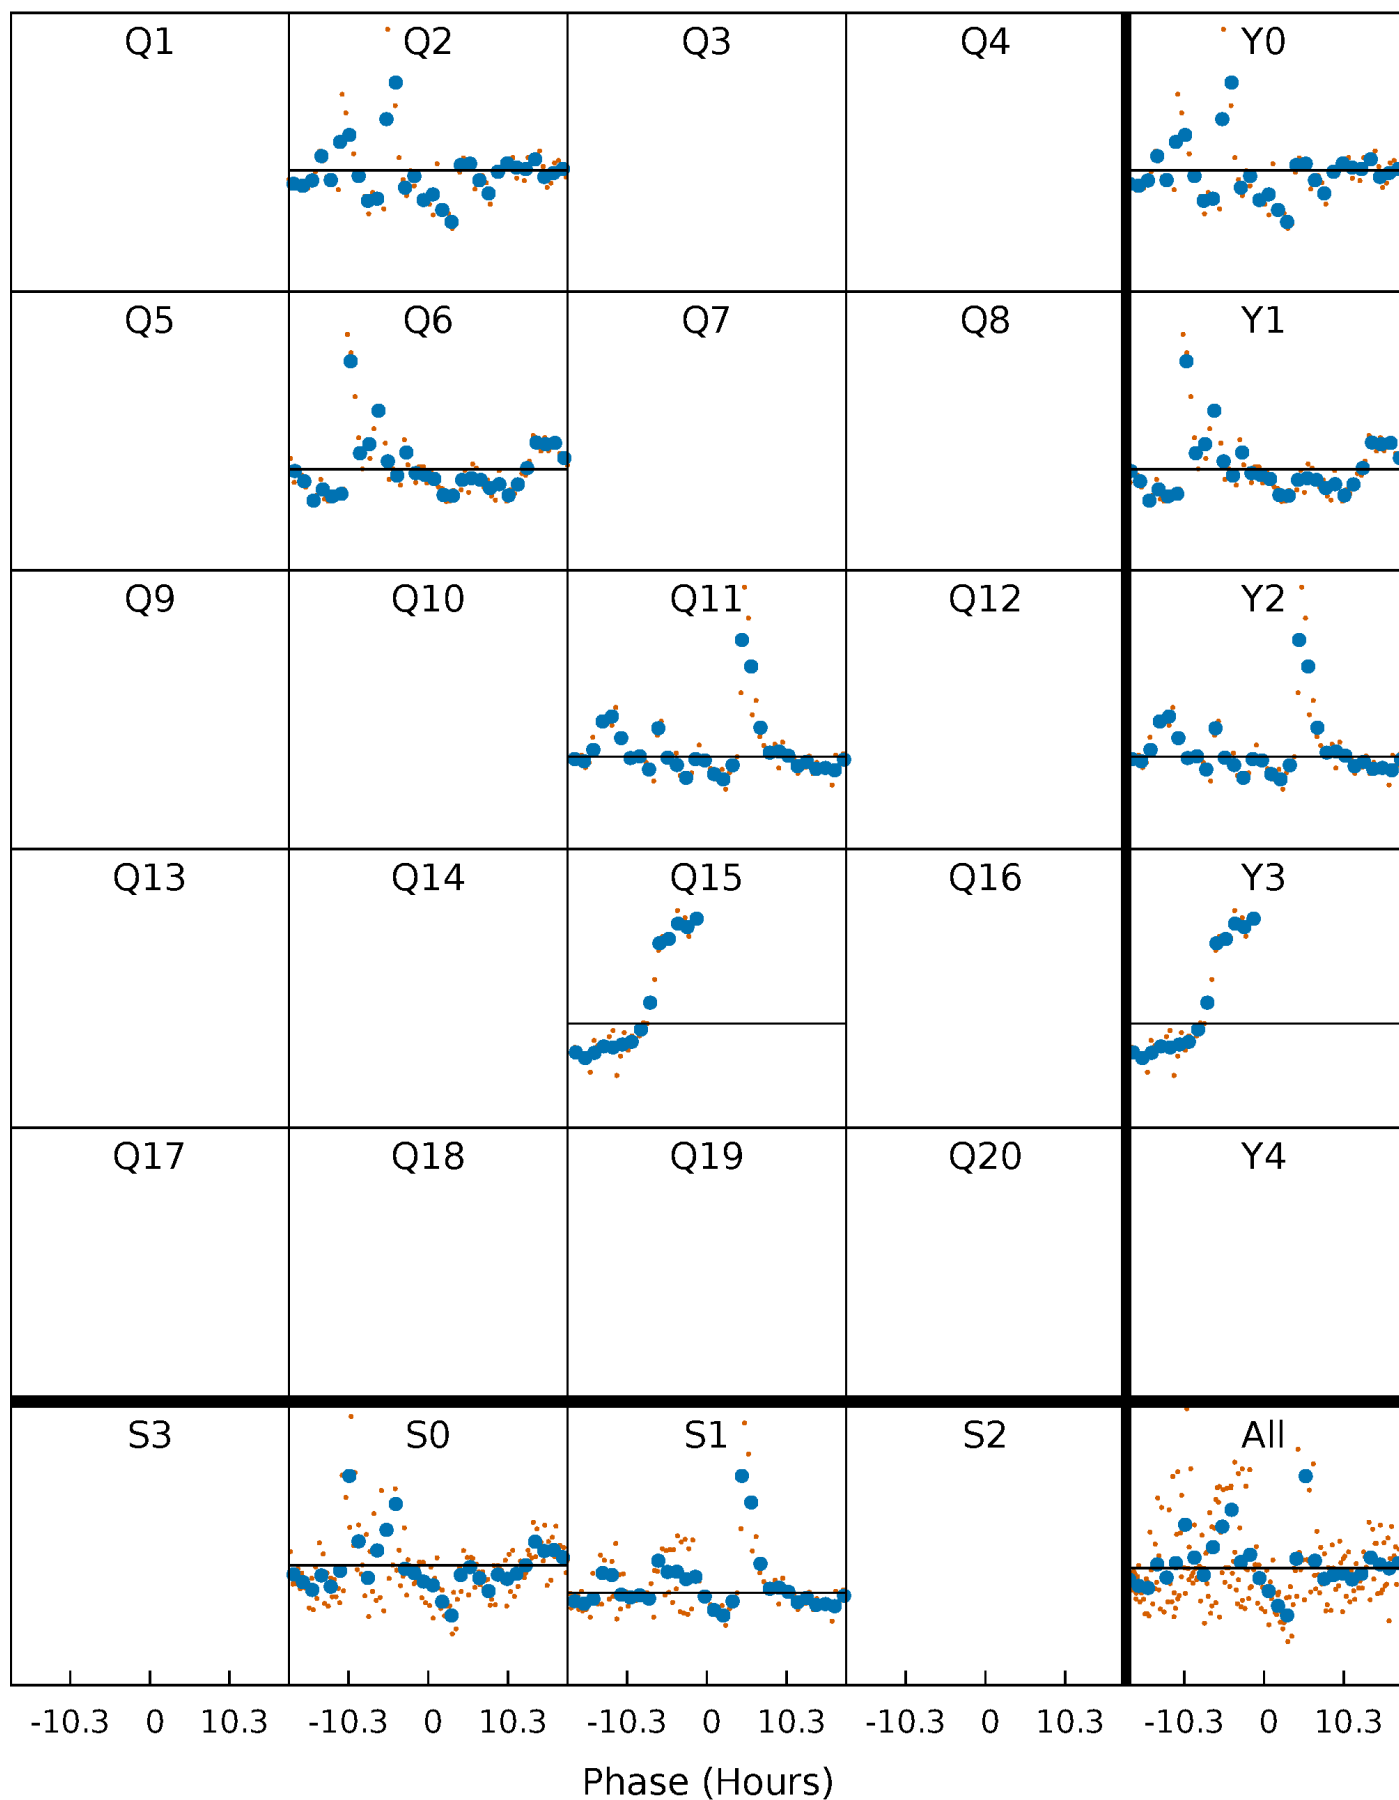 Q1 Q2 Q3 Q4 Y0
Q5 Q6 Q7 Q8 Y1
Q9 Q10 Q11 Q12 Y2
Q13 Q14 Q15 Q16 Y3
Q17 Q18 Q19 Q20 Y4
S3 S0 S1 S2 All
-10.3 0 10.3 -10.3 0 10.3 -10.3 0 10.3 -10.3 0 10.3 -10.3 0 10.3
Phase (Hours)